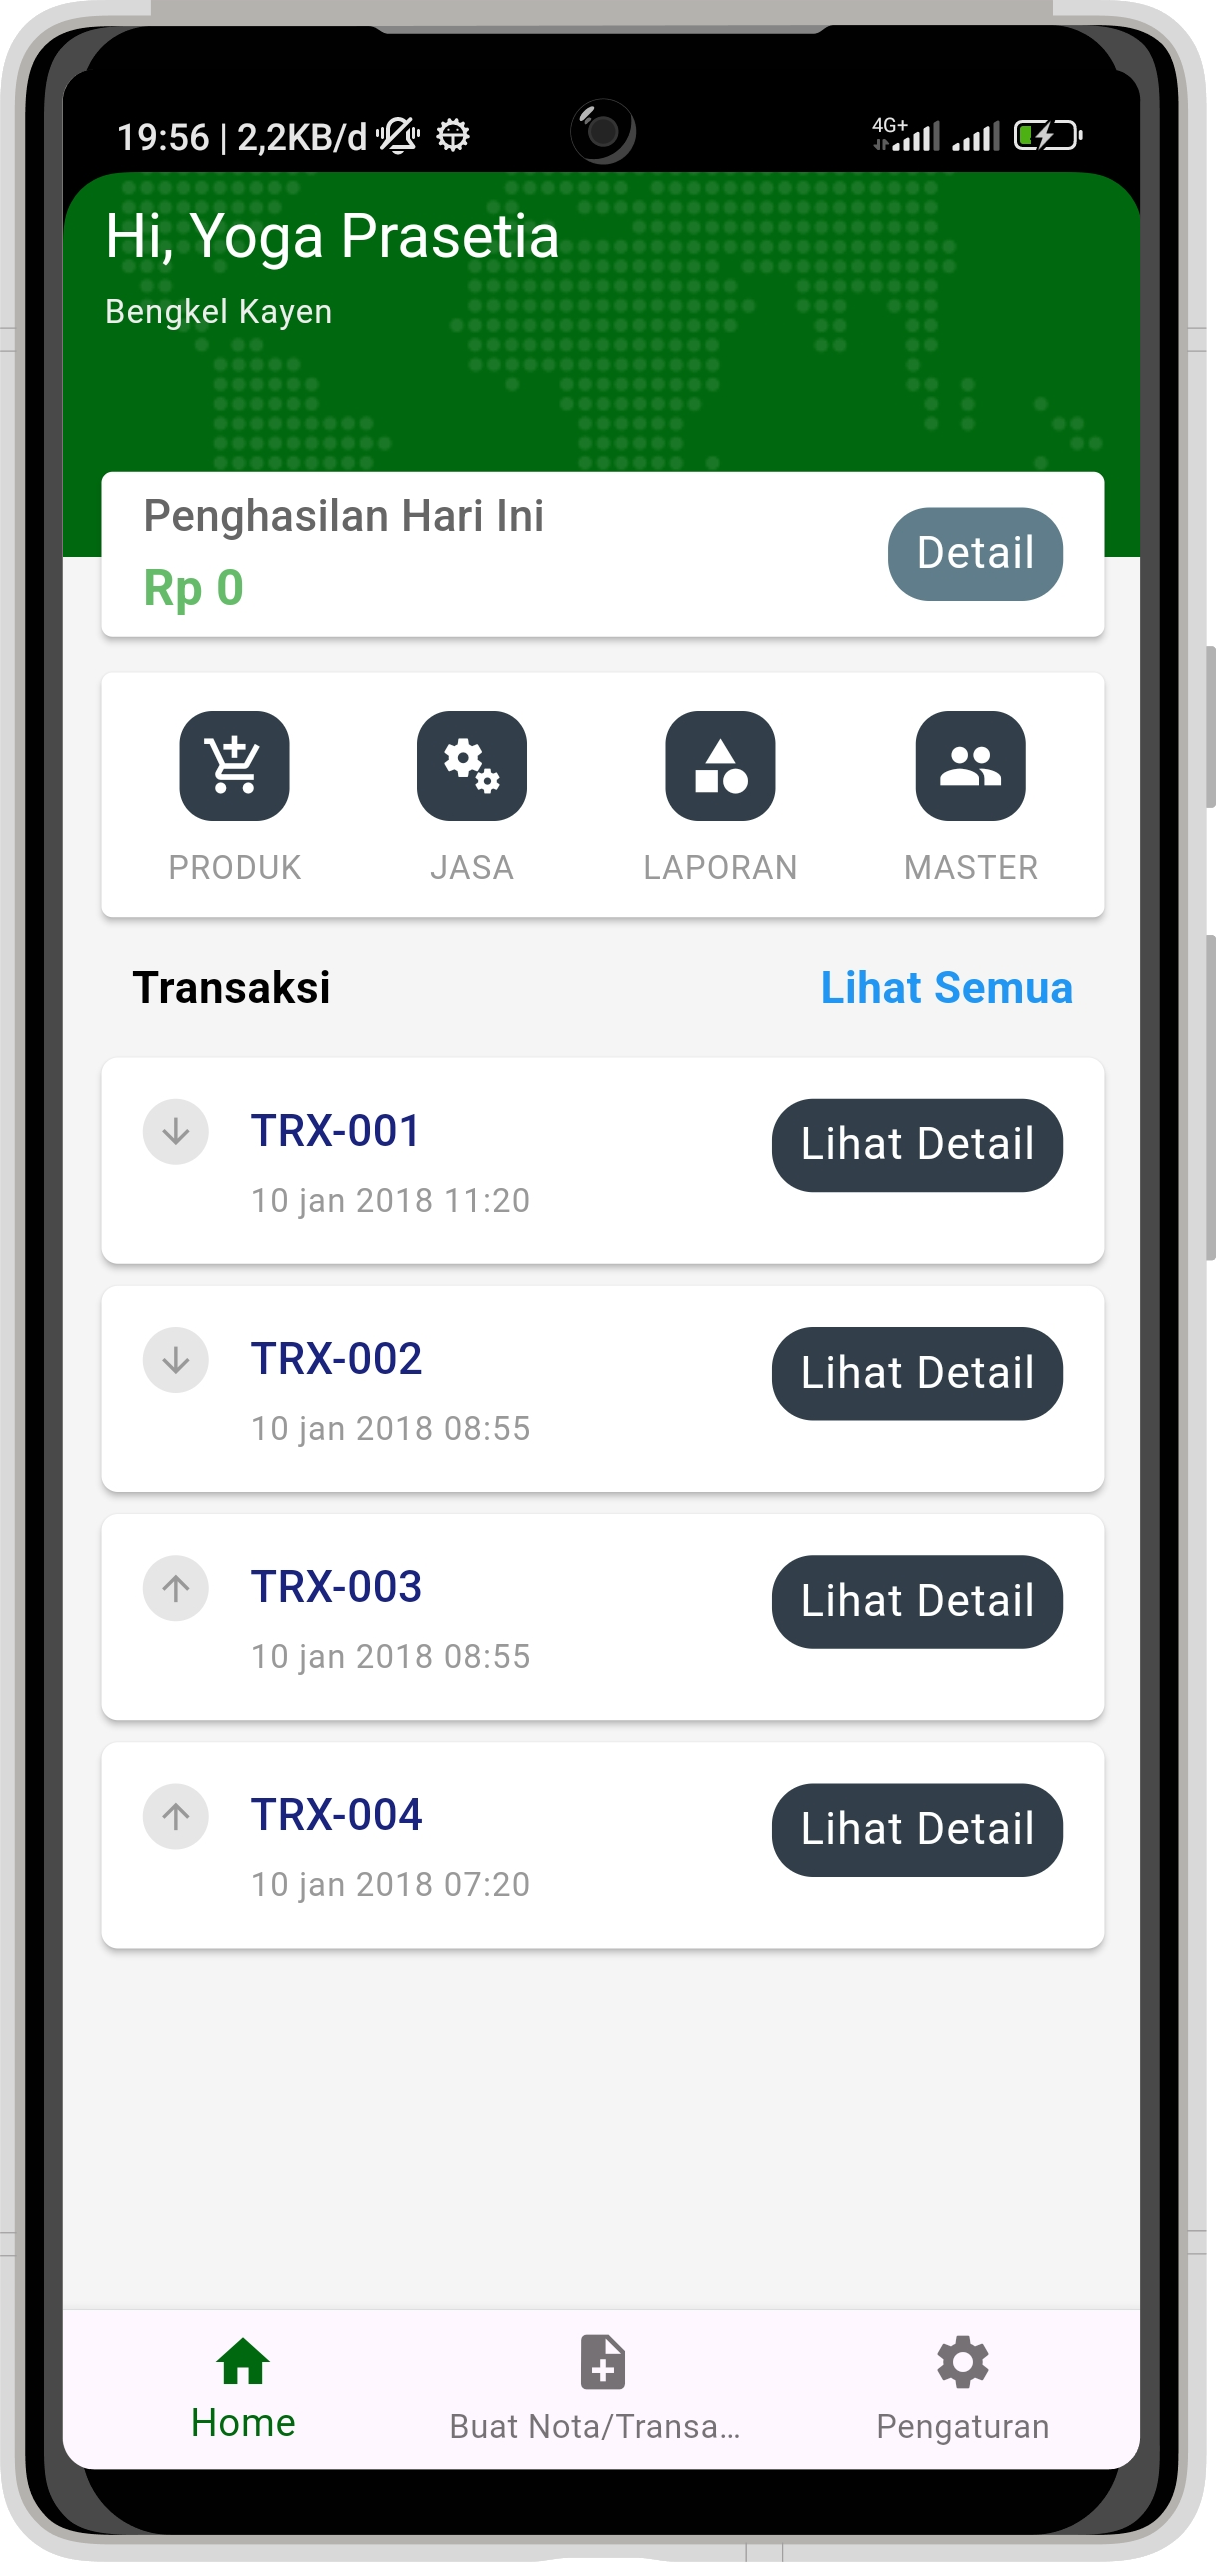 19:56 | 2,2KB/d
4G+
Hi, Yoga Prasetia
Bengkel Kayen
Penghasilan Hari Ini
Rp 0
Detail
PRODUK JASA LAPORAN MASTER
Transaksi Lihat Semua
TRX-001
Lihat Detail
10 jan 2018 11:20
TRX-002
Lihat Detail
10 jan 2018 08:55
TRX-003
Lihat Detail
10 jan 2018 08:55
TRX-004
Lihat Detail
10 jan 2018 07:20
Home Buat Nota/Transa... Pengaturan